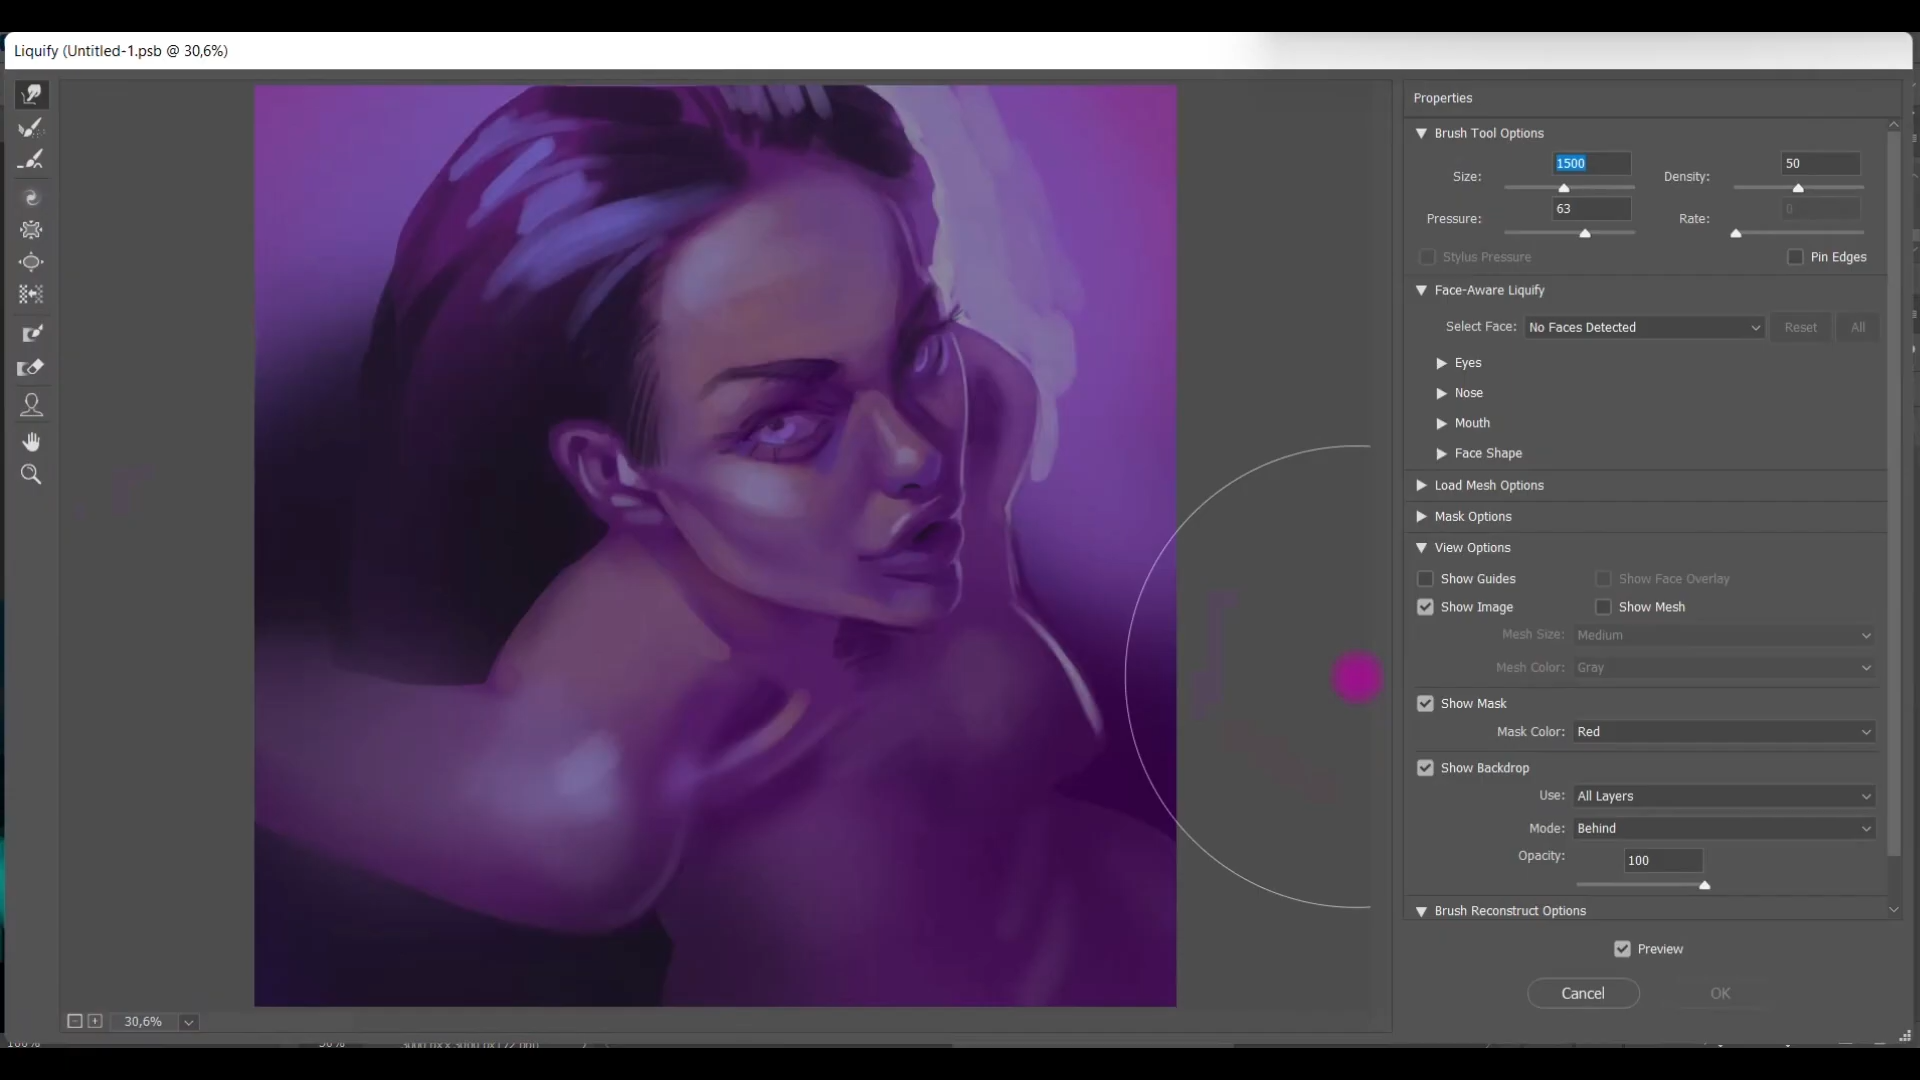 Liquify (Untitled-1.psb @ 30,6%)
Properties
Brush Tool Options
Size: 1500 Density: 50
Pressure: 63 Rate: 0
Stylus Pressure Pin Edges
Face-Aware Liquify
Select Face: No Faces Detected Reset All
Eyes
Nose
Mouth
Face Shape
Load Mesh Options
Mask Options
View Options
Show Guides Show Face Overlay
Show Image Show Mesh
Mesh Size: Medium
Mesh Color: Gray
Show Mask
Mask Color: Red
Show Backdrop
Use: All Layers
Mode: Behind
Opacity: 100
Brush Reconstruct Options
Preview
Cancel OK
30,6%